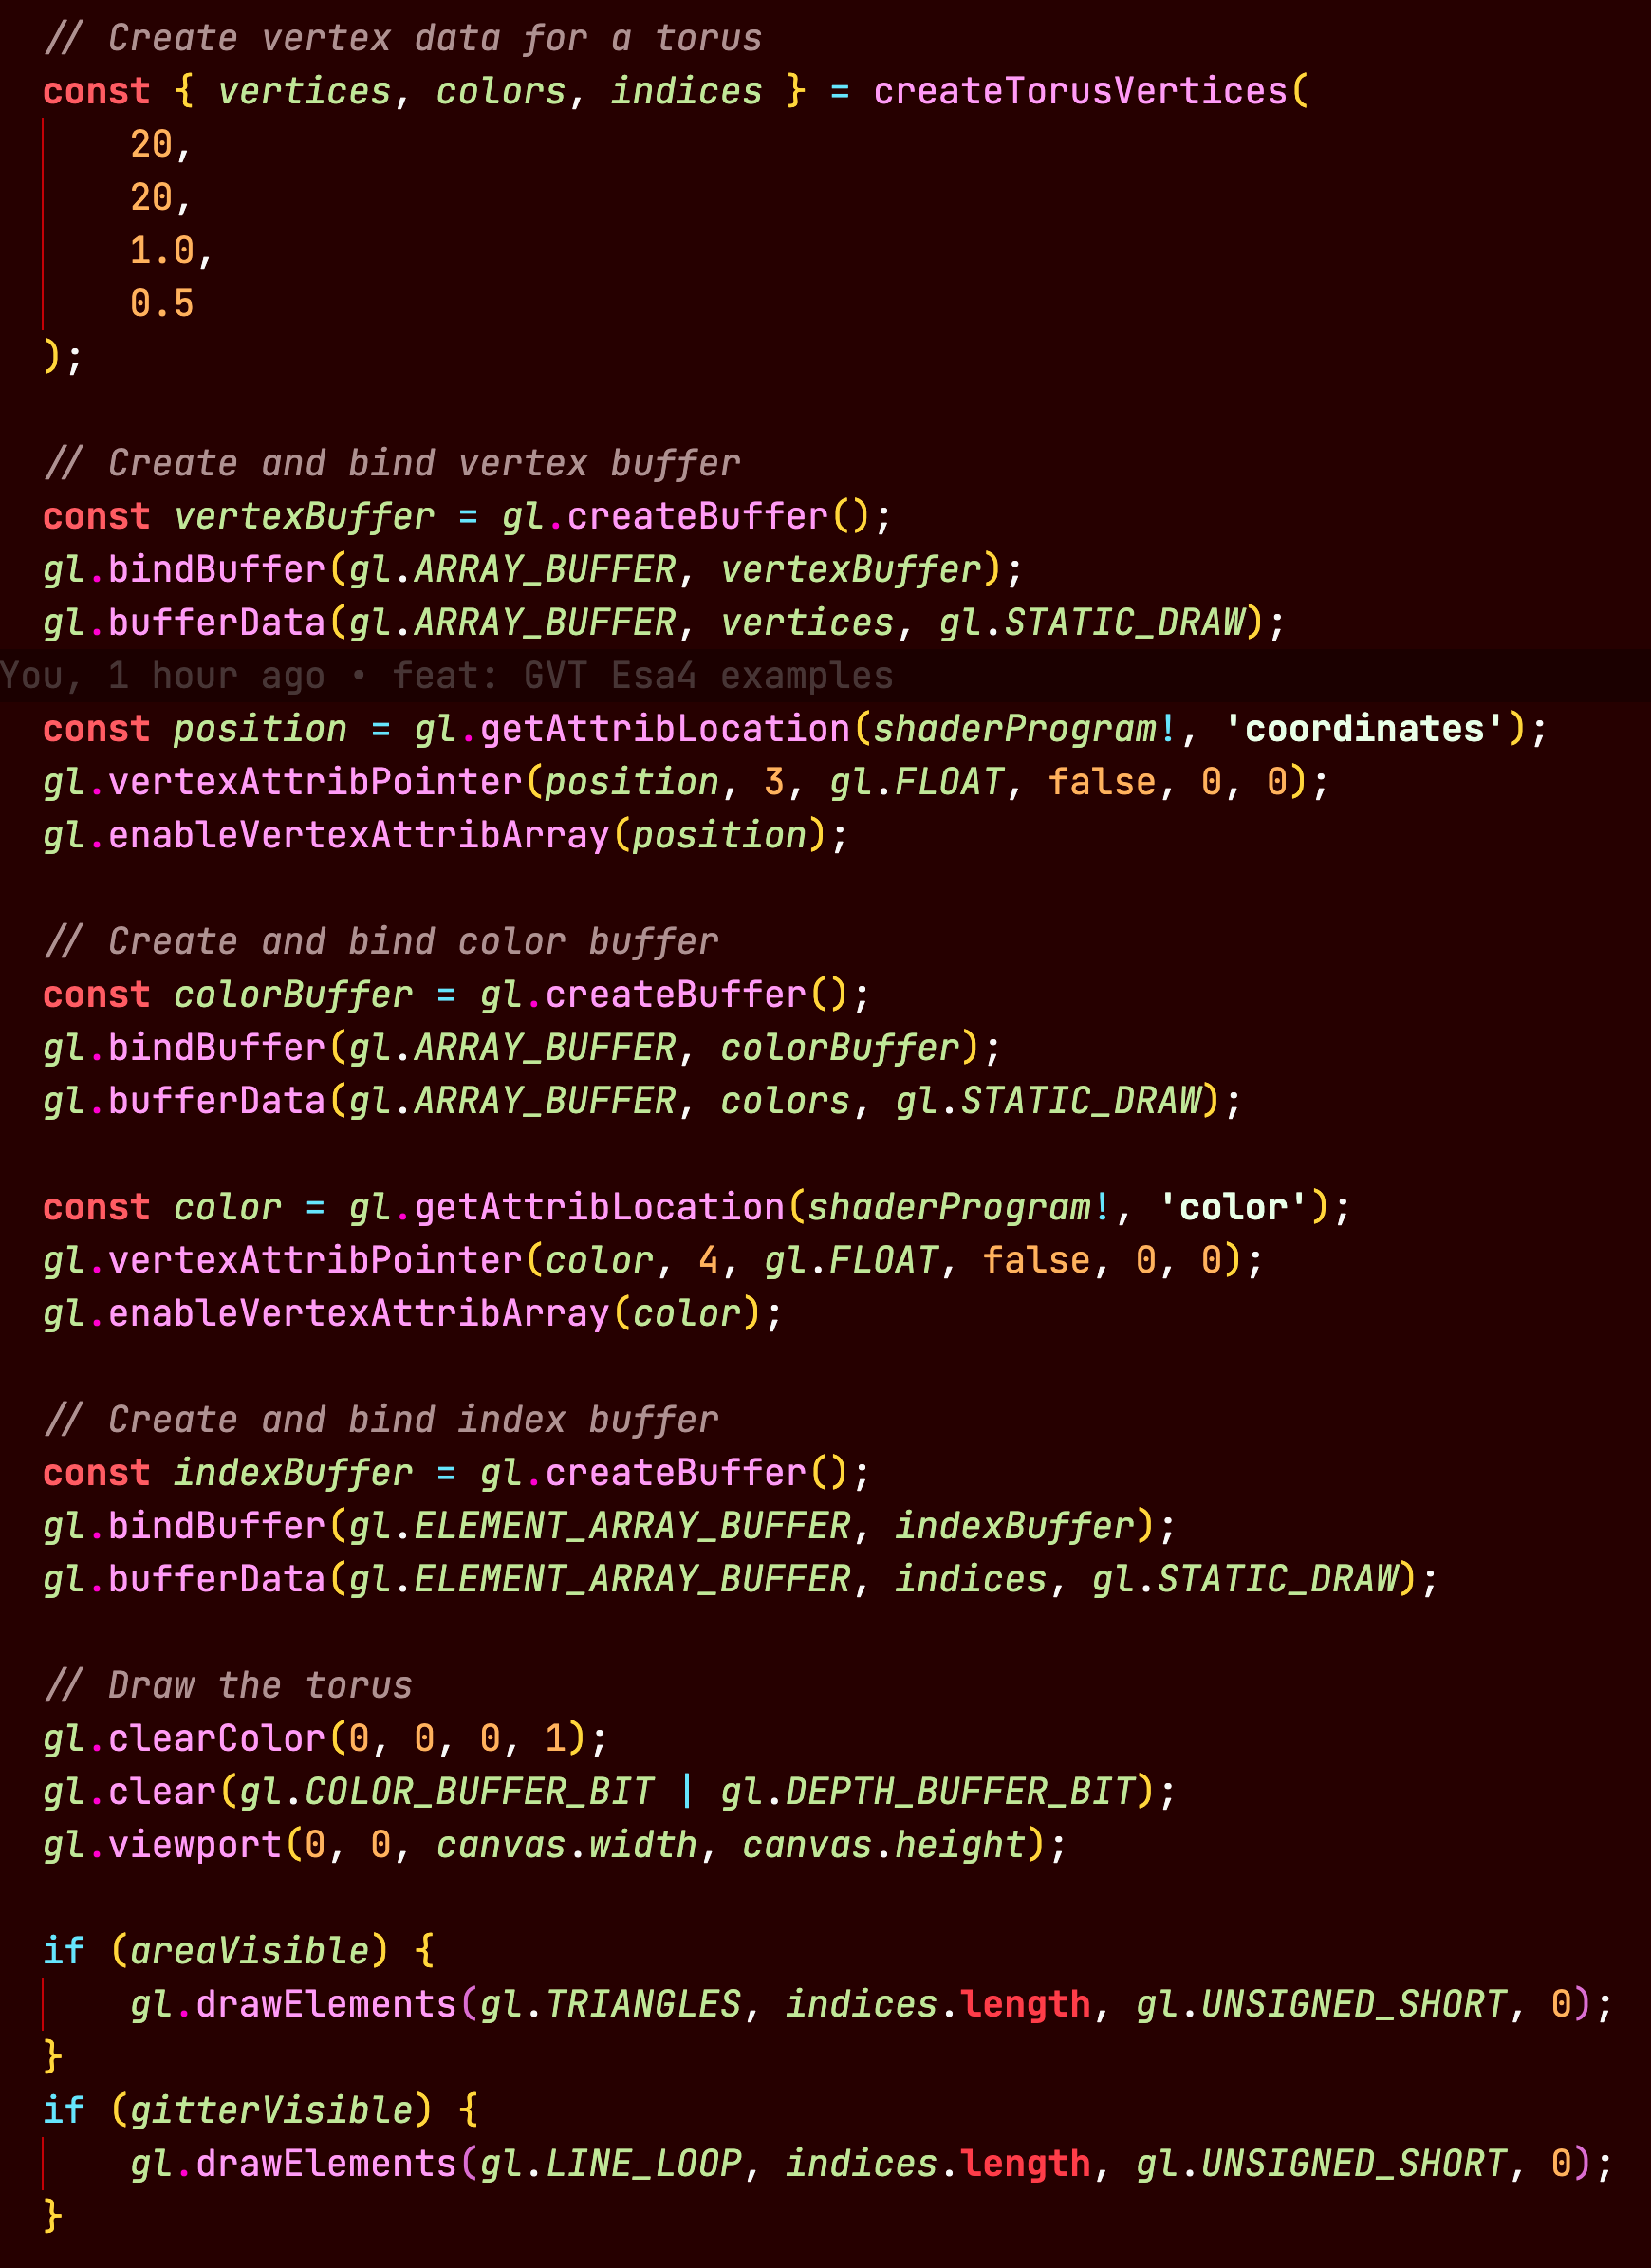 // Create vertex data for a torus
const { vertices, colors, indices } = createTorusVertices(
20,
20,
1.0,
0.5
);
// Create and bind vertex buffer
const vertexBuffer = gl.createBuffer();
gl.bindBuffer(gl.ARRAY_BUFFER, vertexBuffer);
gl.bufferData(gl.ARRAY_BUFFER, vertices, gl.STATIC_DRAW);
You, 1 hour ago • feat: GVT Esa4 examples
const position = gl.getAttribLocation(shaderProgram!, 'coordinates');
gl.vertexAttribPointer(position, 3, gl.FLOAT, false, 0, 0);
gl.enableVertexAttribArray(position);
// Create and bind color buffer
const colorBuffer = gl.createBuffer();
gl.bindBuffer(gl.ARRAY_BUFFER, colorBuffer);
gl.bufferData(gl.ARRAY_BUFFER, colors, gl.STATIC_DRAW);
const color = gl.getAttribLocation(shaderProgram!, 'color');
gl.vertexAttribPointer(color, 4, gl.FLOAT, false, 0, 0);
gl.enableVertexAttribArray(color);
// Create and bind index buffer
const indexBuffer = gl.createBuffer();
gl.bindBuffer(gl.ELEMENT_ARRAY_BUFFER, indexBuffer);
gl.bufferData(gl.ELEMENT_ARRAY_BUFFER, indices, gl.STATIC_DRAW);
// Draw the torus
gl.clearColor(0, 0, 0, 1);
gl.clear(gl.COLOR_BUFFER_BIT | gl.DEPTH_BUFFER_BIT);
gl.viewport(0, 0, canvas.width, canvas.height);
if (areaVisible) {
gl.drawElements(gl.TRIANGLES, indices.length, gl.UNSIGNED_SHORT, 0);
}
if (gitterVisible) {
gl.drawElements(gl.LINE_LOOP, indices.length, gl.UNSIGNED_SHORT, 0);
}